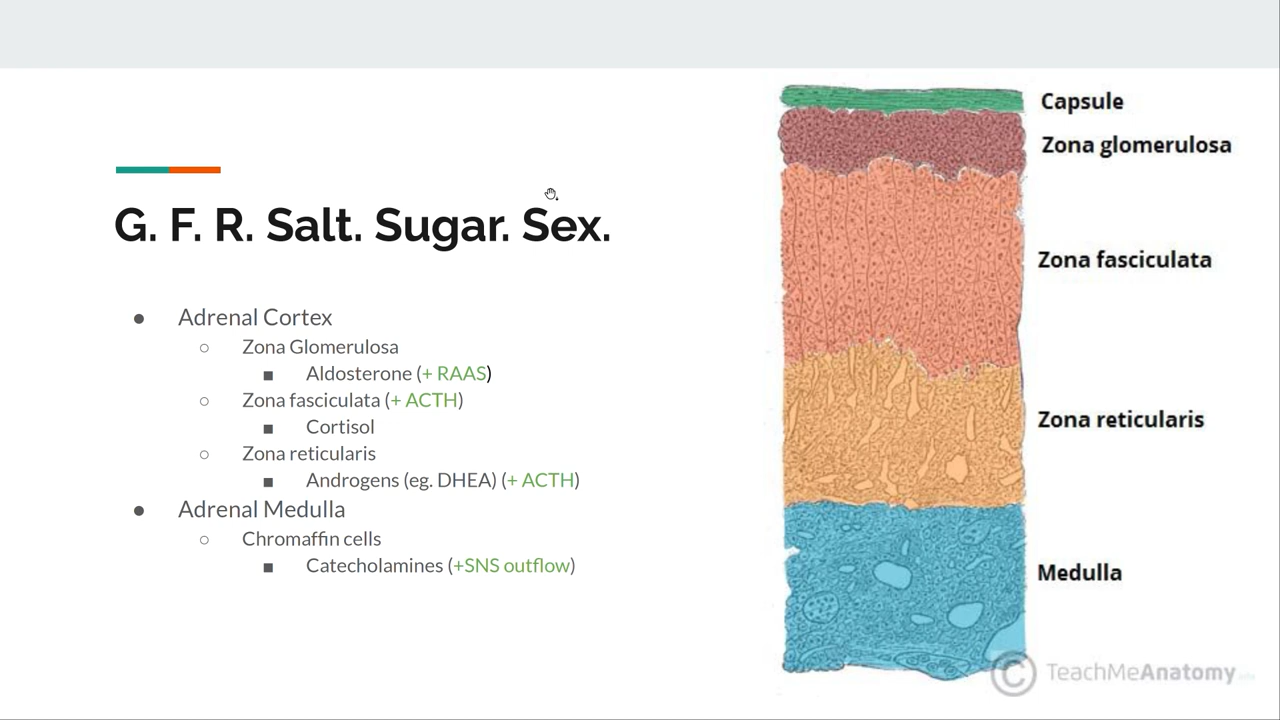 G. F. R. Salt. Sugar. Sex.
● Adrenal Cortex
○ Zona Glomerulosa
■ Aldosterone (+ RAAS)
○ Zona fasciculata (+ ACTH)
■ Cortisol
○ Zona reticularis
■ Androgens (eg. DHEA) (+ ACTH)
● Adrenal Medulla
○ Chromaffin cells
■ Catecholamines (+SNS outflow)
Capsule
Zona glomerulosa
Zona fasciculata
Zona reticularis
Medulla
© TeachMeAnatomy